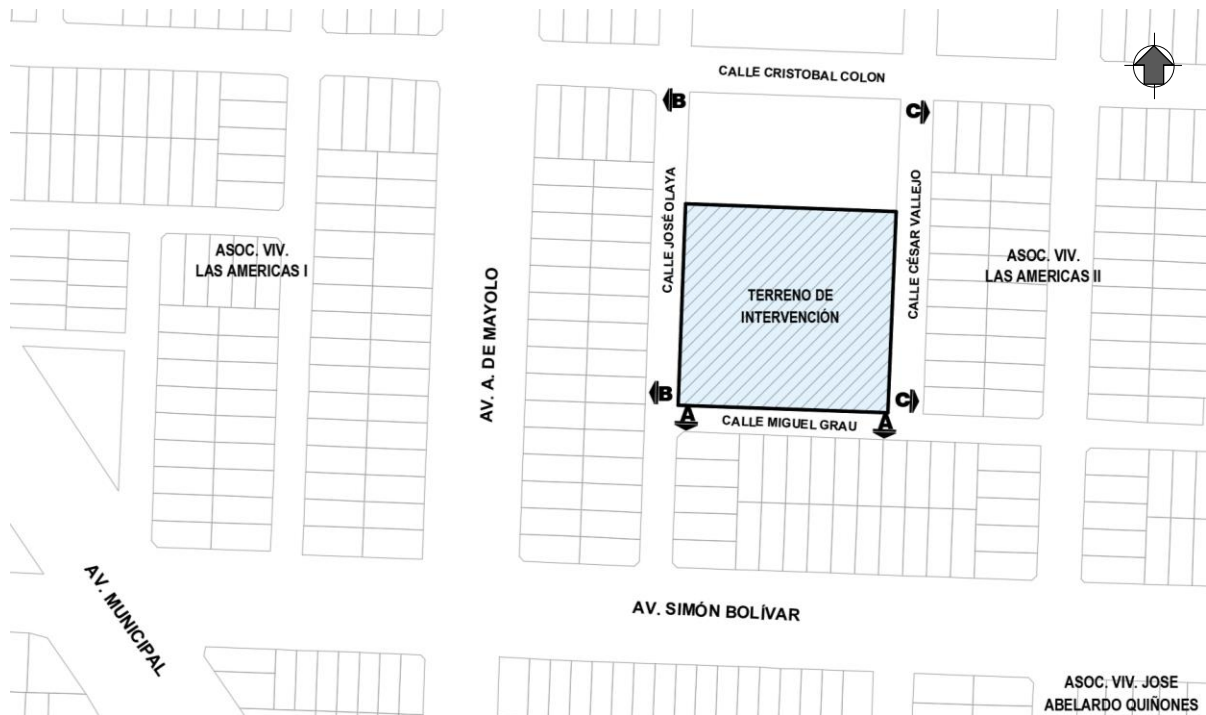 CALLE CRISTOBAL COLON
B
C
CALLE JOSÉ OLAYA
CALLE CÉSAR VALLEJO
ASOC. VIV.
LAS AMERICAS I
ASOC. VIV.
LAS AMERICAS II
TERRENO DE
INTERVENCIÓN
AV. A. DE MAYOLO
B
C
A
CALLE MIGUEL GRAU
A
AV. MUNICIPAL
AV. SIMÓN BOLÍVAR
ASOC. VIV. JOSE
ABELARDO QUIÑONES